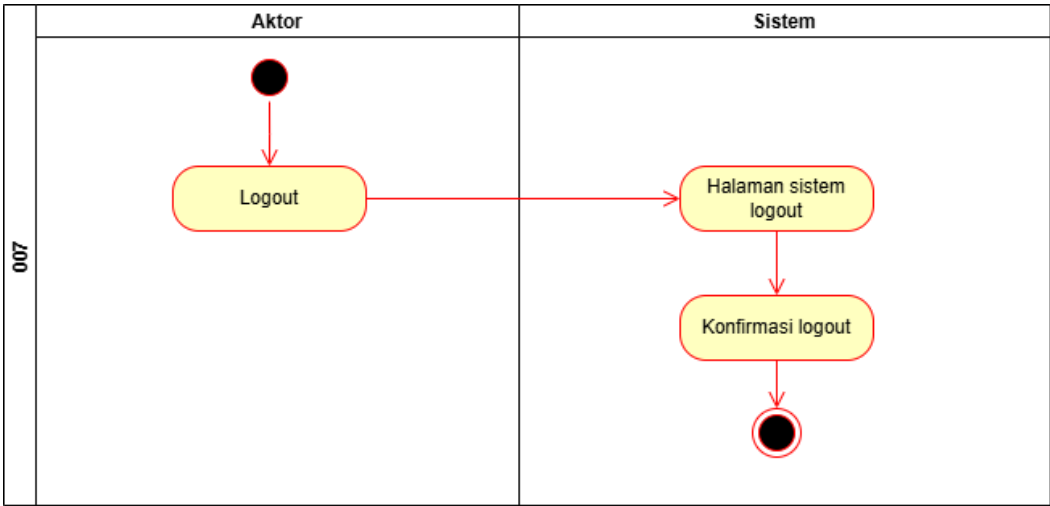 Aktor
Sistem
007
Logout
Halaman sistem
logout
Konfirmasi logout